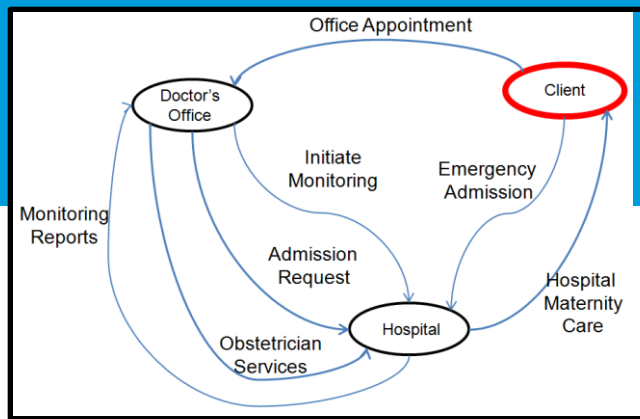 Office Appointment
Doctor's
Office
Client
Initiate
Monitoring
Emergency
Admission
Monitoring
Reports
Admission
Request
Hospital
Maternity
Care
Hospital
Obstetrician
Services